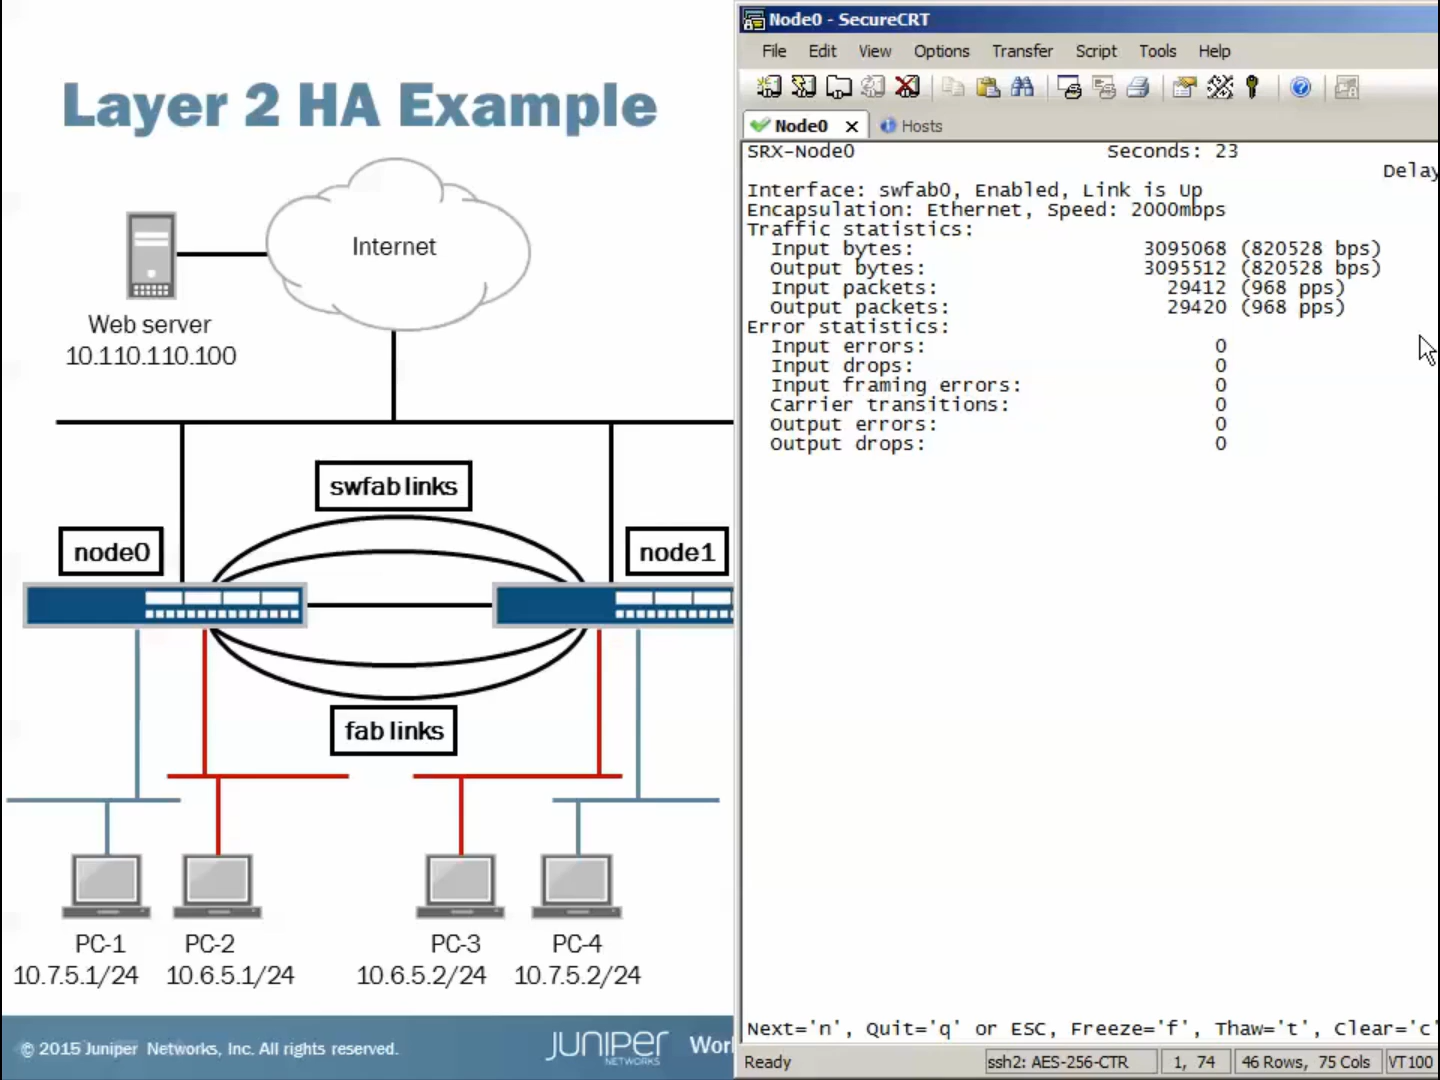 Layer 2 HA Example
Internet
Web server
10.110.110.100
swfab links
node0
node1
fab links
PC-1
10.7.5.1/24
PC-2
10.6.5.1/24
PC-3
10.6.5.2/24
PC-4
10.7.5.2/24
© 2015 Juniper Networks, Inc. All rights reserved.
JUNIPER
NETWORKS
Worl
Node0 - SecureCRT
File Edit View Options Transfer Script Tools Help
Node0 Hosts
SRX-Node0 Seconds: 23
Delay
Interface: swfab0, Enabled, Link is Up
Encapsulation: Ethernet, Speed: 2000mbps
Traffic statistics:
Input bytes: 3095068 (820528 bps)
Output bytes: 3095512 (820528 bps)
Input packets: 29412 (968 pps)
Output packets: 29420 (968 pps)
Error statistics:
Input errors: 0
Input drops: 0
Input framing errors: 0
Carrier transitions: 0
Output errors: 0
Output drops: 0
Next='n', Quit='q' or ESC, Freeze='f', Thaw='t', Clear='c'
Ready ssh2: AES-256-CTR 1, 74 46 Rows, 75 Cols VT100